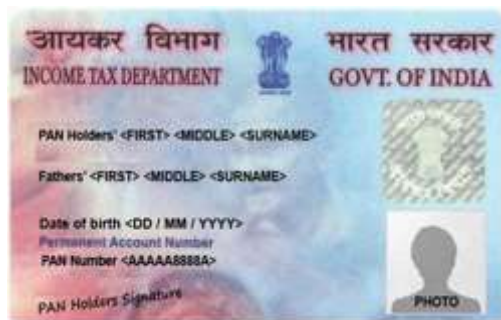 आयकर विभाग
भारत सरकार
INCOME TAX DEPARTMENT
GOVT. OF INDIA
PAN Holders' <FIRST> <MIDDLE> <SURNAME>
Fathers' <FIRST> <MIDDLE> <SURNAME>
Date of birth <DD / MM / YYYY>
Permanent Account Number
PAN Number <AAAAA8888A>
PAN Holders Signature
PHOTO